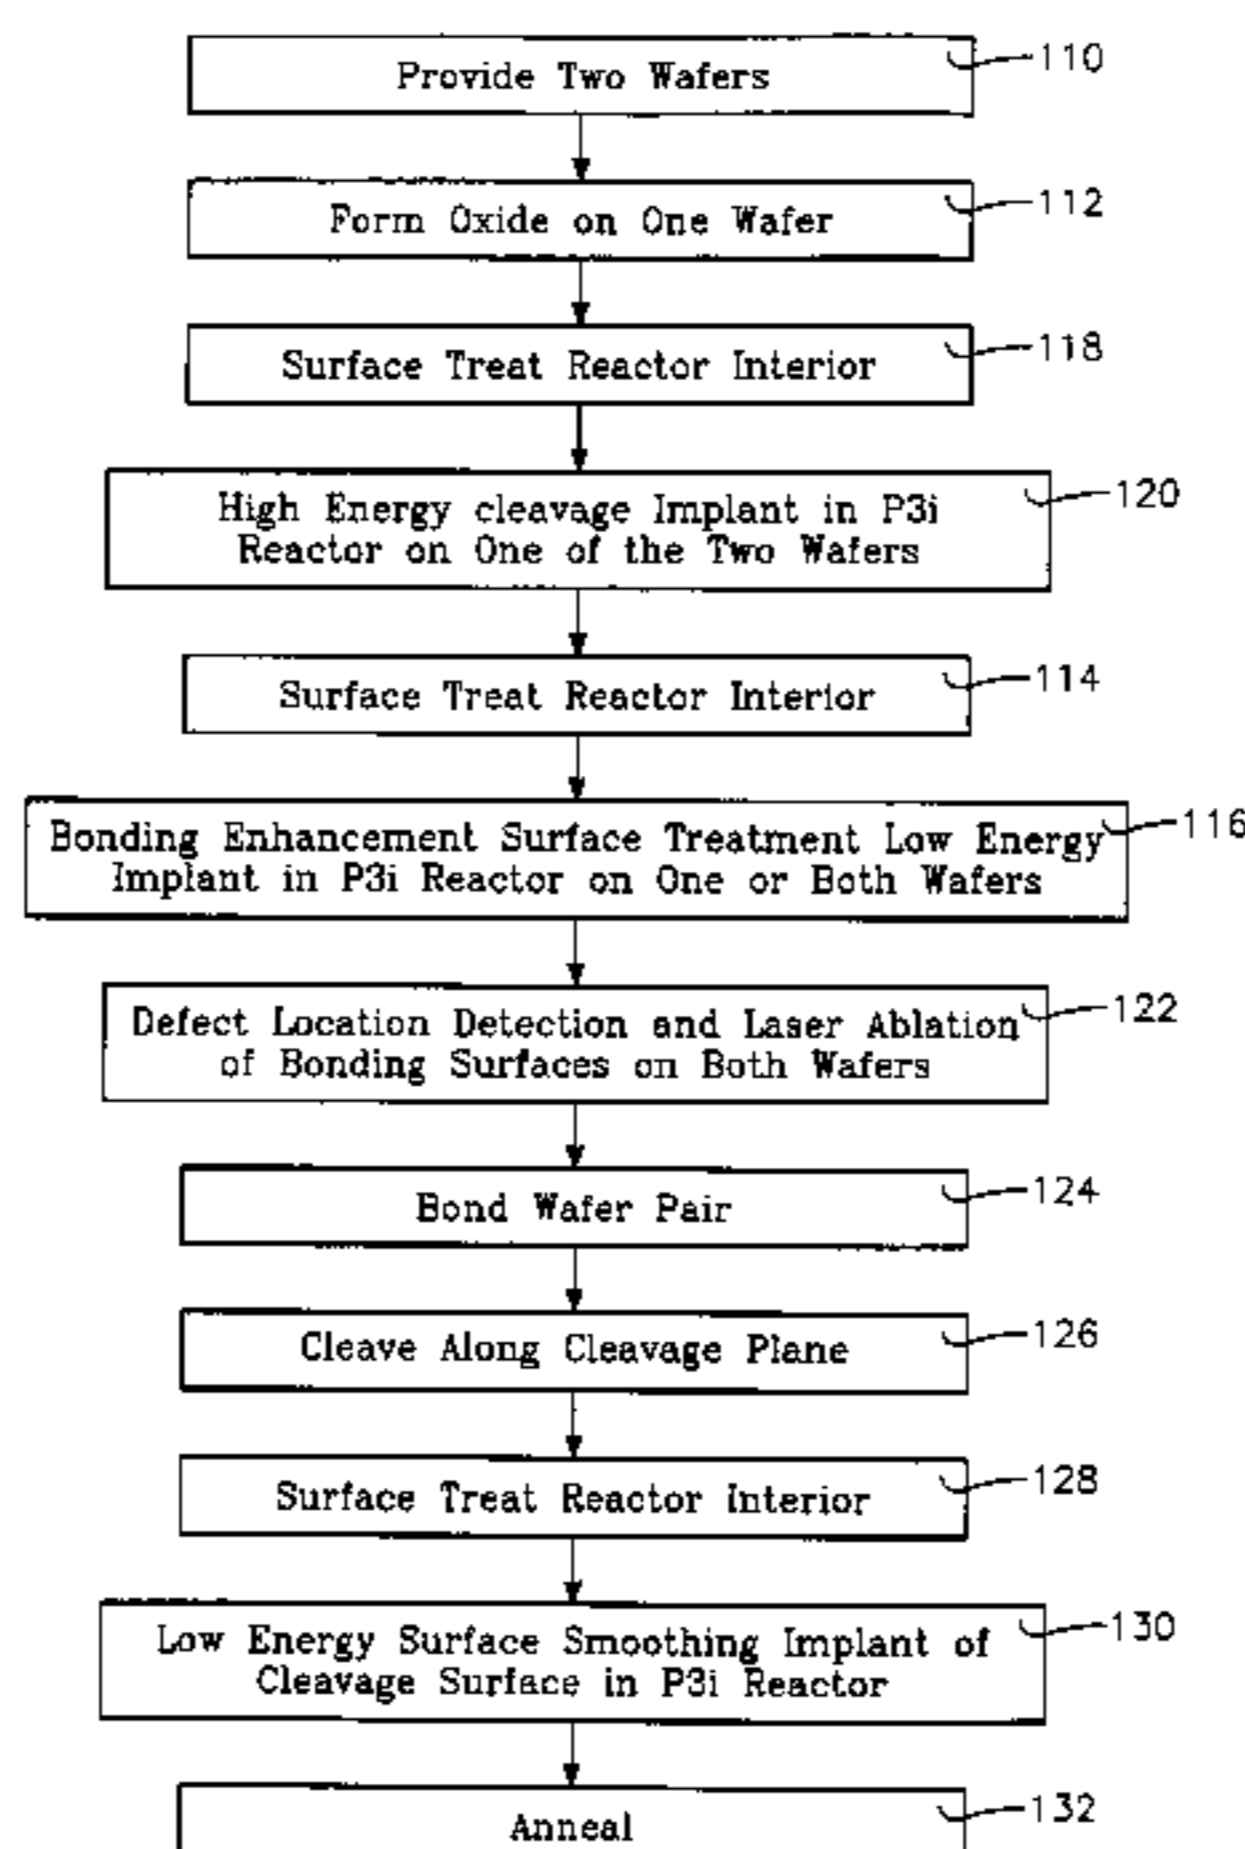 Provide Two Wafers
110
Form Oxide on One Wafer
112
Surface Treat Reactor Interior
118
High Energy cleavage Implant in P3i
Reactor on One of the Two Wafers
120
Surface Treat Reactor Interior
114
Bonding Enhancement Surface Treatment Low Energy
Implant in P3i Reactor on One or Both Wafers
116
Defect Location Detection and Laser Ablation
of Bonding Surfaces on Both Wafers
122
Bond Wafer Pair
124
Cleave Along Cleavage Plane
126
Surface Treat Reactor Interior
128
Low Energy Surface Smoothing Implant of
Cleavage Surface in P3i Reactor
130
Anneal
132